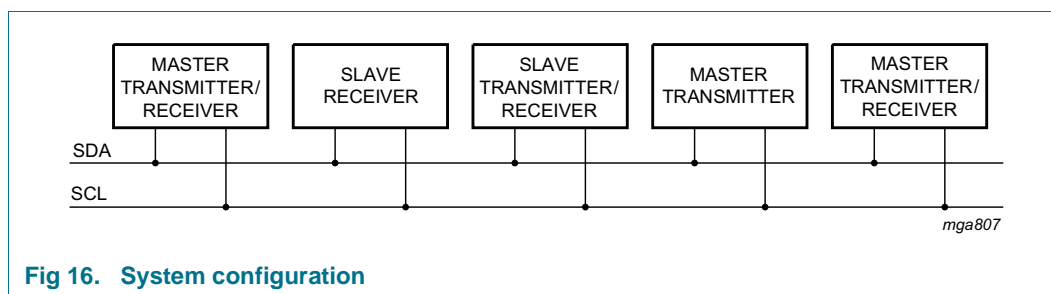 MASTER
TRANSMITTER/
RECEIVER
SLAVE
RECEIVER
SLAVE
TRANSMITTER/
RECEIVER
MASTER
TRANSMITTER
MASTER
TRANSMITTER/
RECEIVER
SDA
SCL
mga807
Fig 16. System configuration